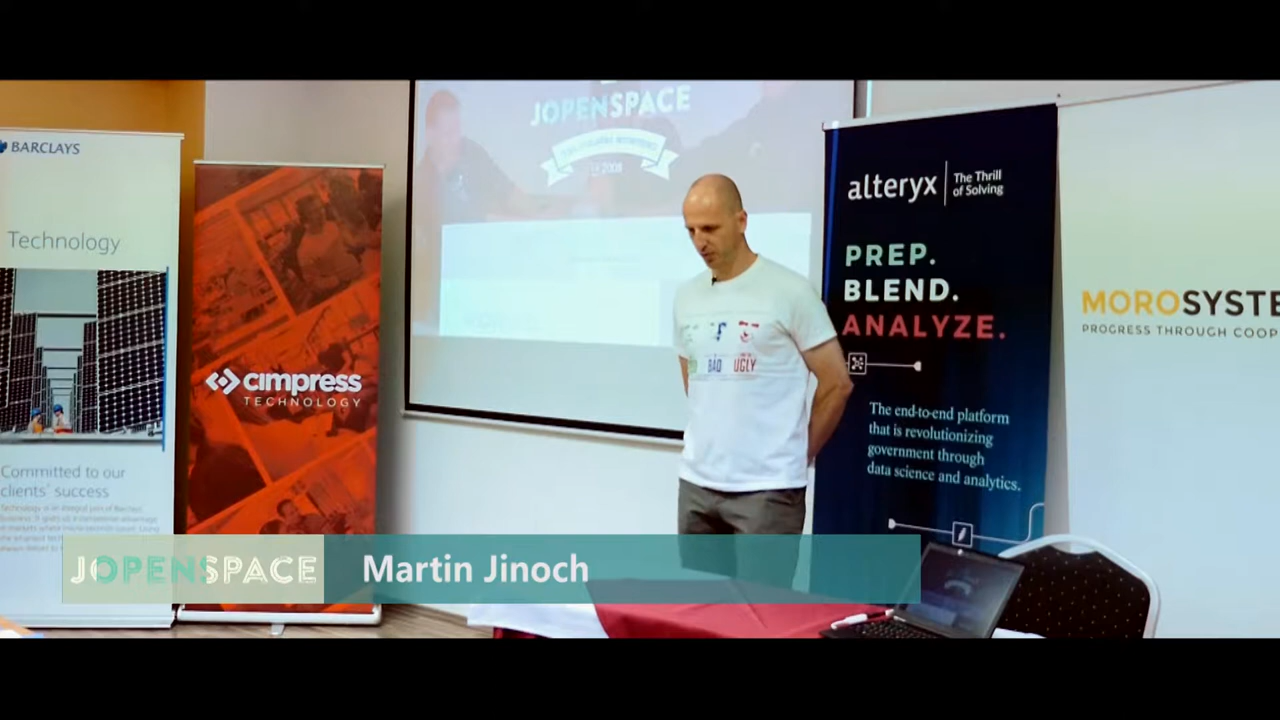 BARCLAYS
Technology
Committed to our
clients' success
cimpress
TECHNOLOGY
JOPENSPACE
2008
BAD
UGLY
alteryx
The Thrill
of Solving
PREP.
BLEND.
ANALYZE.
The end-to-end platform
that is revolutionizing
government through
data science and analytics.
MOROSYSTE
PROGRESS THROUGH COOP
JOPENSPACE
Martin Jinoch